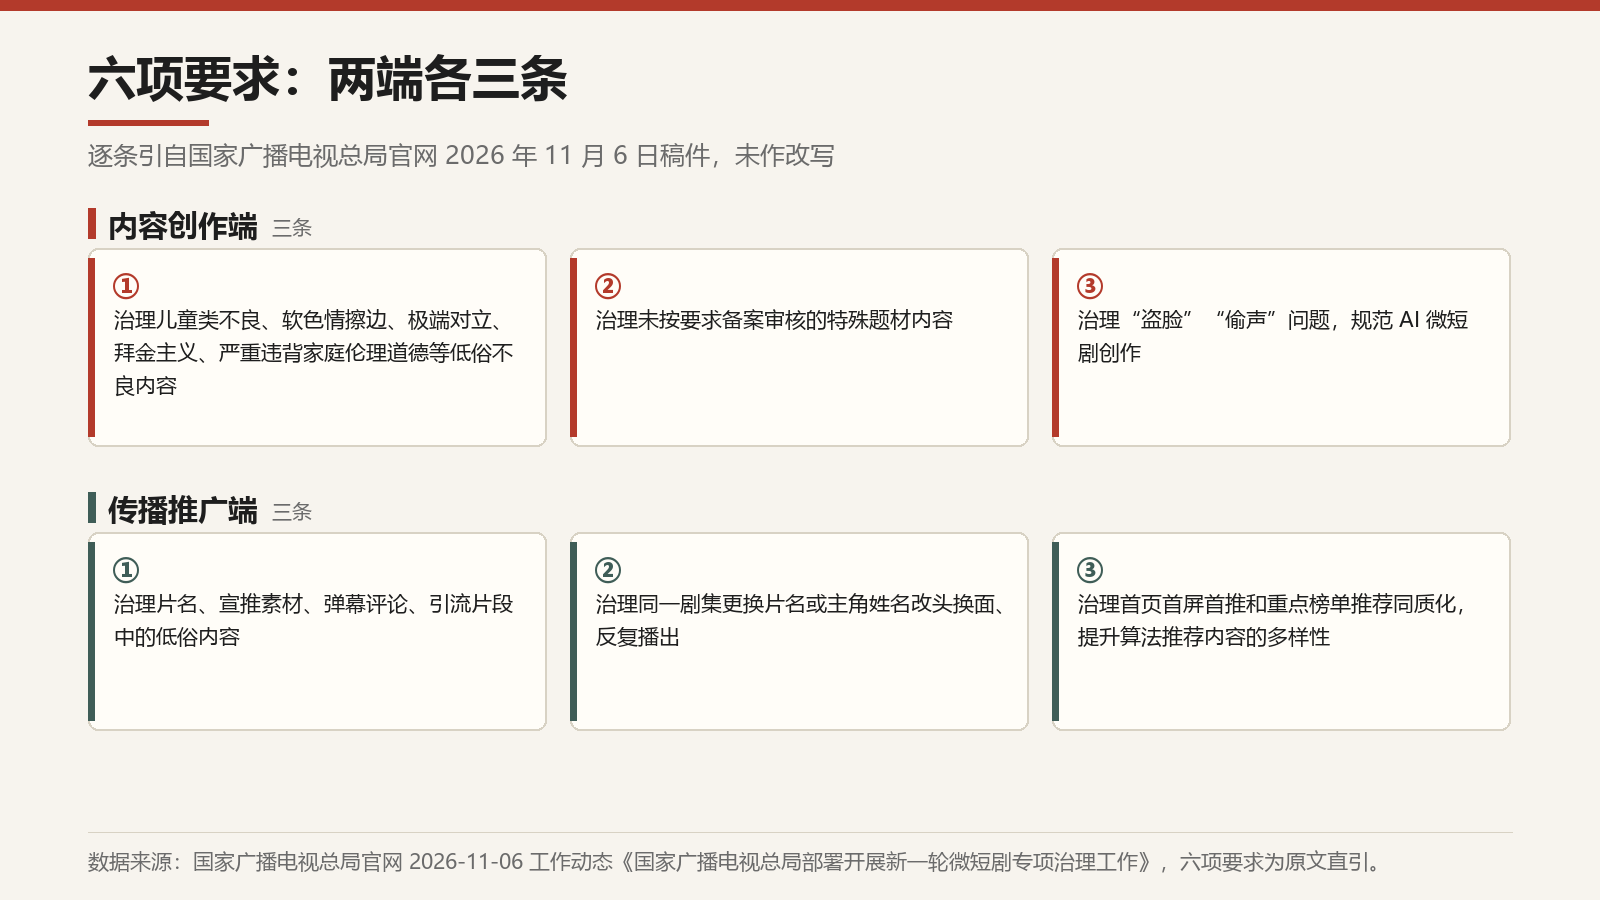 六项要求：两端各三条
逐条引自国家广播电视总局官网 2026 年 11 月 6 日稿件，未作改写
内容创作端 三条
①
治理儿童类不良、软色情擦边、极端对立、
拜金主义、严重违背家庭伦理道德等低俗不
良内容
②
治理未按要求备案审核的特殊题材内容
③
治理“盗脸”“偷声”问题，规范 AI 微短
剧创作
传播推广端 三条
①
治理片名、宣推素材、弹幕评论、引流片段
中的低俗内容
②
治理同一剧集更换片名或主角姓名改头换面、
反复播出
③
治理首页首屏首推和重点榜单推荐同质化，
提升算法推荐内容的多样性
数据来源：国家广播电视总局官网 2026-11-06 工作动态《国家广播电视总局部署开展新一轮微短剧专项治理工作》，六项要求为原文直引。